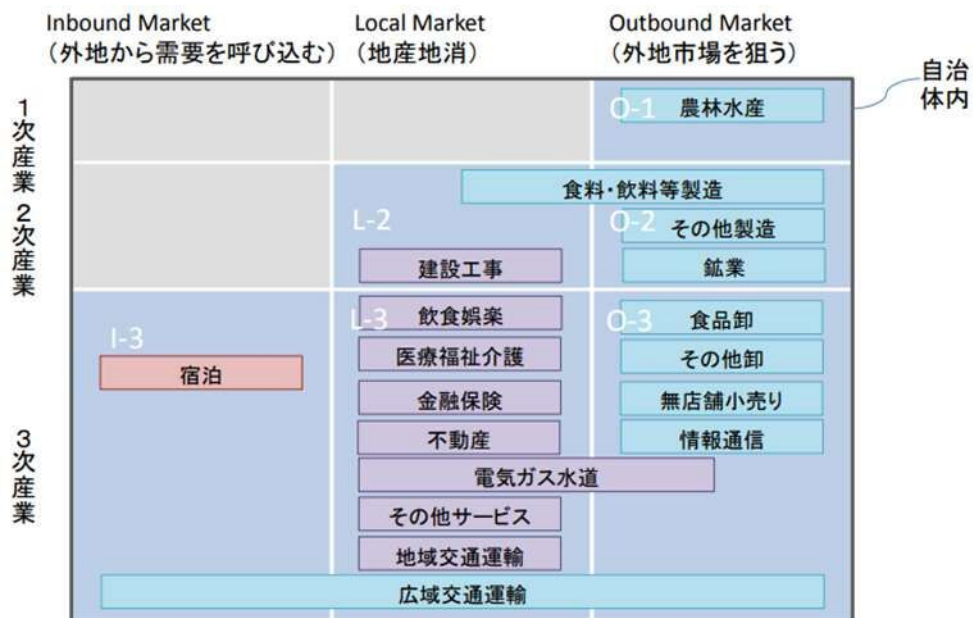 Inbound Market
（外地から需要を呼び込む）
Local Market
（地産地消）
Outbound Market
（外地市場を狙う）
自治
体内
1次産業
O-1
農林水産
2次産業
食料・飲料等製造
L-2
O-2
その他製造
建設工事
鉱業
3次産業
I-3
宿泊
L-3
飲食娯楽
医療福祉介護
金融保険
不動産
電気ガス水道
その他サービス
地域交通運輸
O-3
食品卸
その他卸
無店舗小売り
情報通信
広域交通運輸